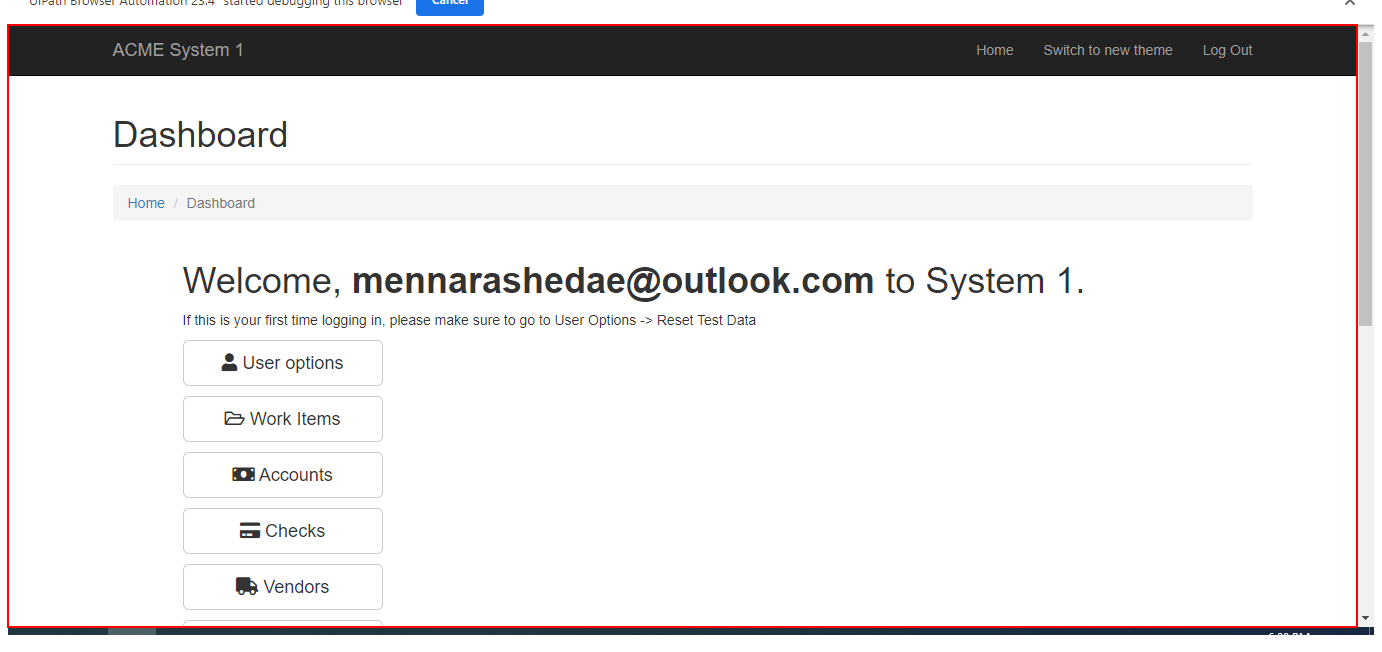 UiPath Browser Automation 23.4" started debugging this browser Cancel
ACME System 1 Home Switch to new theme Log Out
Dashboard
Home / Dashboard
Welcome, mennarashedae@outlook.com to System 1.
If this is your first time logging in, please make sure to go to User Options -> Reset Test Data
User options
Work Items
Accounts
Checks
Vendors